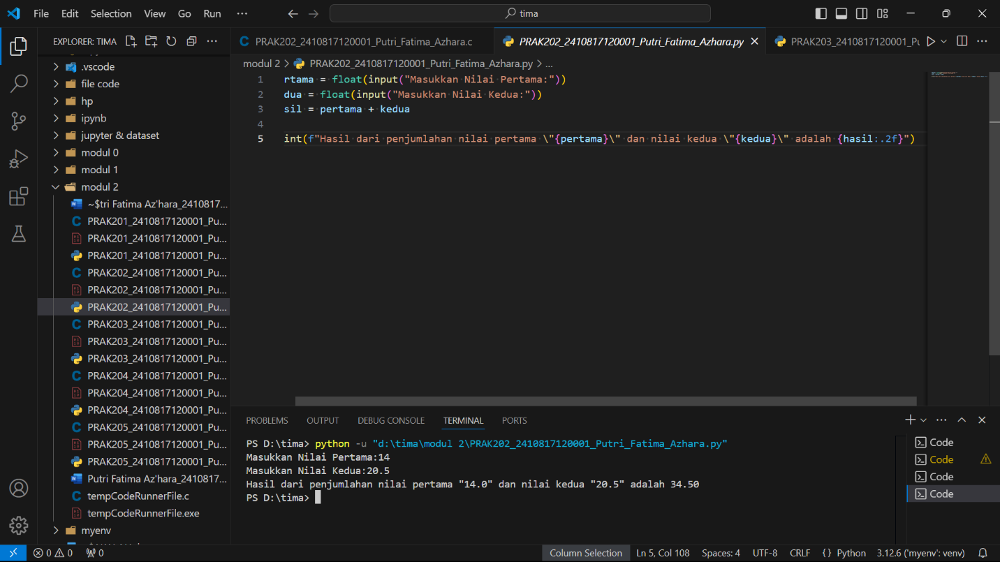 File Edit Selection View Go Run ··· tima
EXPLORER: TIMA
.vscode
file code
hp
ipynb
jupyter & dataset
modul 0
modul 1
modul 2
~$tri Fatima Az'hara_2410817...
PRAK201_2410817120001_Pu...
PRAK201_2410817120001_Pu...
PRAK201_2410817120001_Pu...
PRAK202_2410817120001_Pu...
PRAK202_2410817120001_Pu...
PRAK202_2410817120001_Pu...
PRAK203_2410817120001_Pu...
PRAK203_2410817120001_Pu...
PRAK203_2410817120001_Pu...
PRAK204_2410817120001_Pu...
PRAK204_2410817120001_Pu...
PRAK204_2410817120001_Pu...
PRAK205_2410817120001_Pu...
PRAK205_2410817120001_Pu...
PRAK205_2410817120001_Pu...
Putri Fatima Az'hara_2410817...
tempCodeRunnerFile.c
tempCodeRunnerFile.exe
myenv
PRAK202_2410817120001_Putri_Fatima_Azhara.c PRAK202_2410817120001_Putri_Fatima_Azhara.py PRAK203_2410817120001_Pu
modul 2 > PRAK202_2410817120001_Putri_Fatima_Azhara.py > ...
1 rtama = float(input("Masukkan Nilai Pertama:"))
2 dua = float(input("Masukkan Nilai Kedua:"))
3 sil = pertama + kedua
4
5 int(f"Hasil dari penjumlahan nilai pertama \"{pertama}\" dan nilai kedua \"{kedua}\" adalah {hasil:.2f}")
PROBLEMS OUTPUT DEBUG CONSOLE TERMINAL PORTS
PS D:\tima> python -u "d:\tima\modul 2\PRAK202_2410817120001_Putri_Fatima_Azhara.py"
Masukkan Nilai Pertama:14
Masukkan Nilai Kedua:20.5
Hasil dari penjumlahan nilai pertama "14.0" dan nilai kedua "20.5" adalah 34.50
PS D:\tima>
Code
Code
Code
Code
0 0 0 Column Selection Ln 5, Col 108 Spaces: 4 UTF-8 CRLF {} Python 3.12.6 ('myenv': venv)